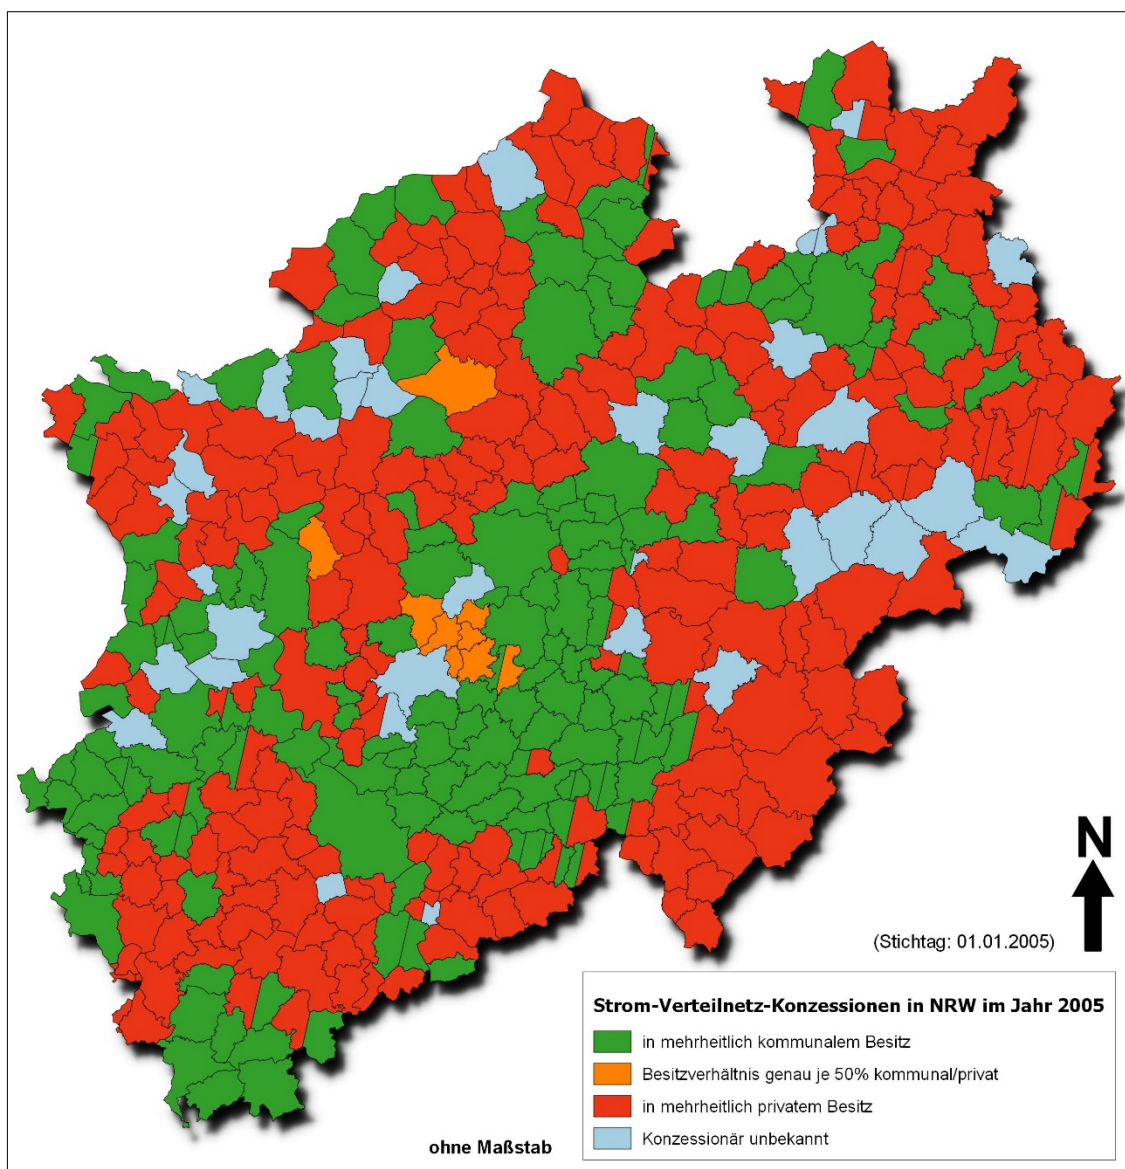 N
(Stichtag: 01.01.2005)
Strom-Verteilnetz-Konzessionen in NRW im Jahr 2005
in mehrheitlich kommunalem Besitz
Besitzverhältnis genau je 50% kommunal/privat
in mehrheitlich privatem Besitz
Konzessionär unbekannt
ohne Maßstab